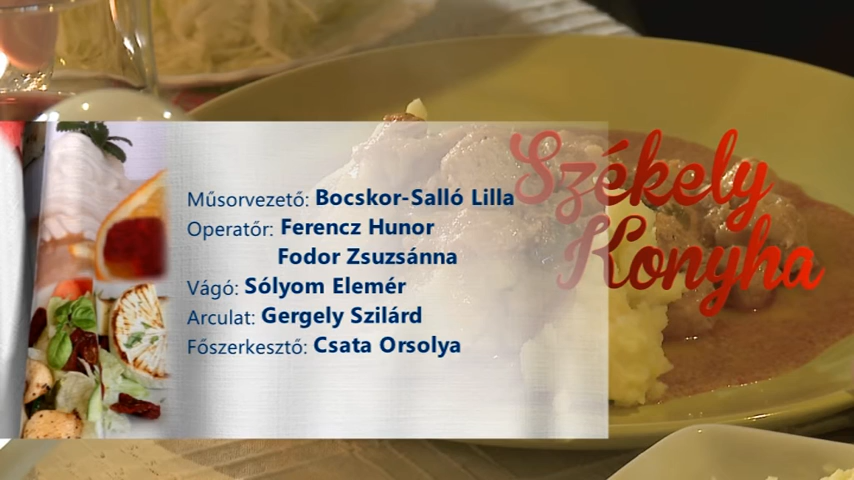 Műsorvezető: Bocskor-Salló Lilla
Operatőr: Ferencz Hunor
Fodor Zsuzsánna
Vágó: Sólyom Elemér
Arculat: Gergely Szilárd
Főszerkesztő: Csata Orsolya
Székely
Konyha